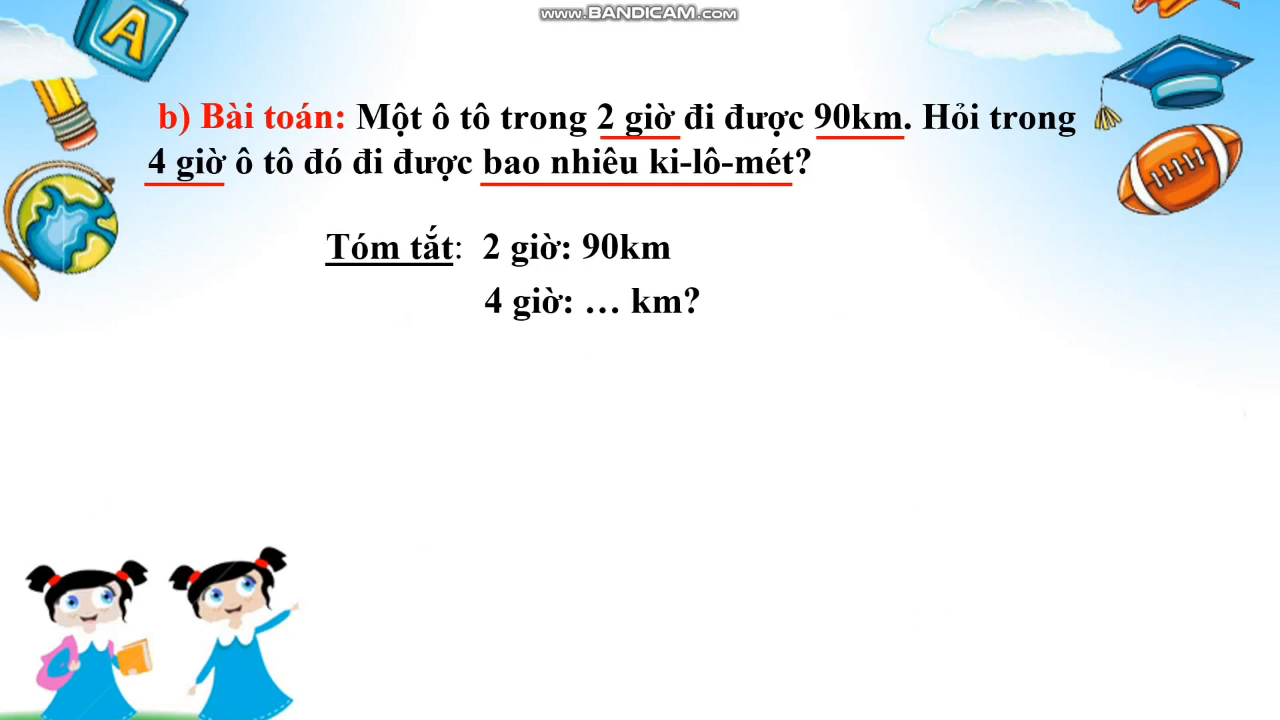 www.BANDICAM.com
A
b) Bài toán: Một ô tô trong 2 giờ đi được 90km. Hỏi trong
4 giờ ô tô đó đi được bao nhiêu ki-lô-mét?
Tóm tắt: 2 giờ: 90km
4 giờ: … km?